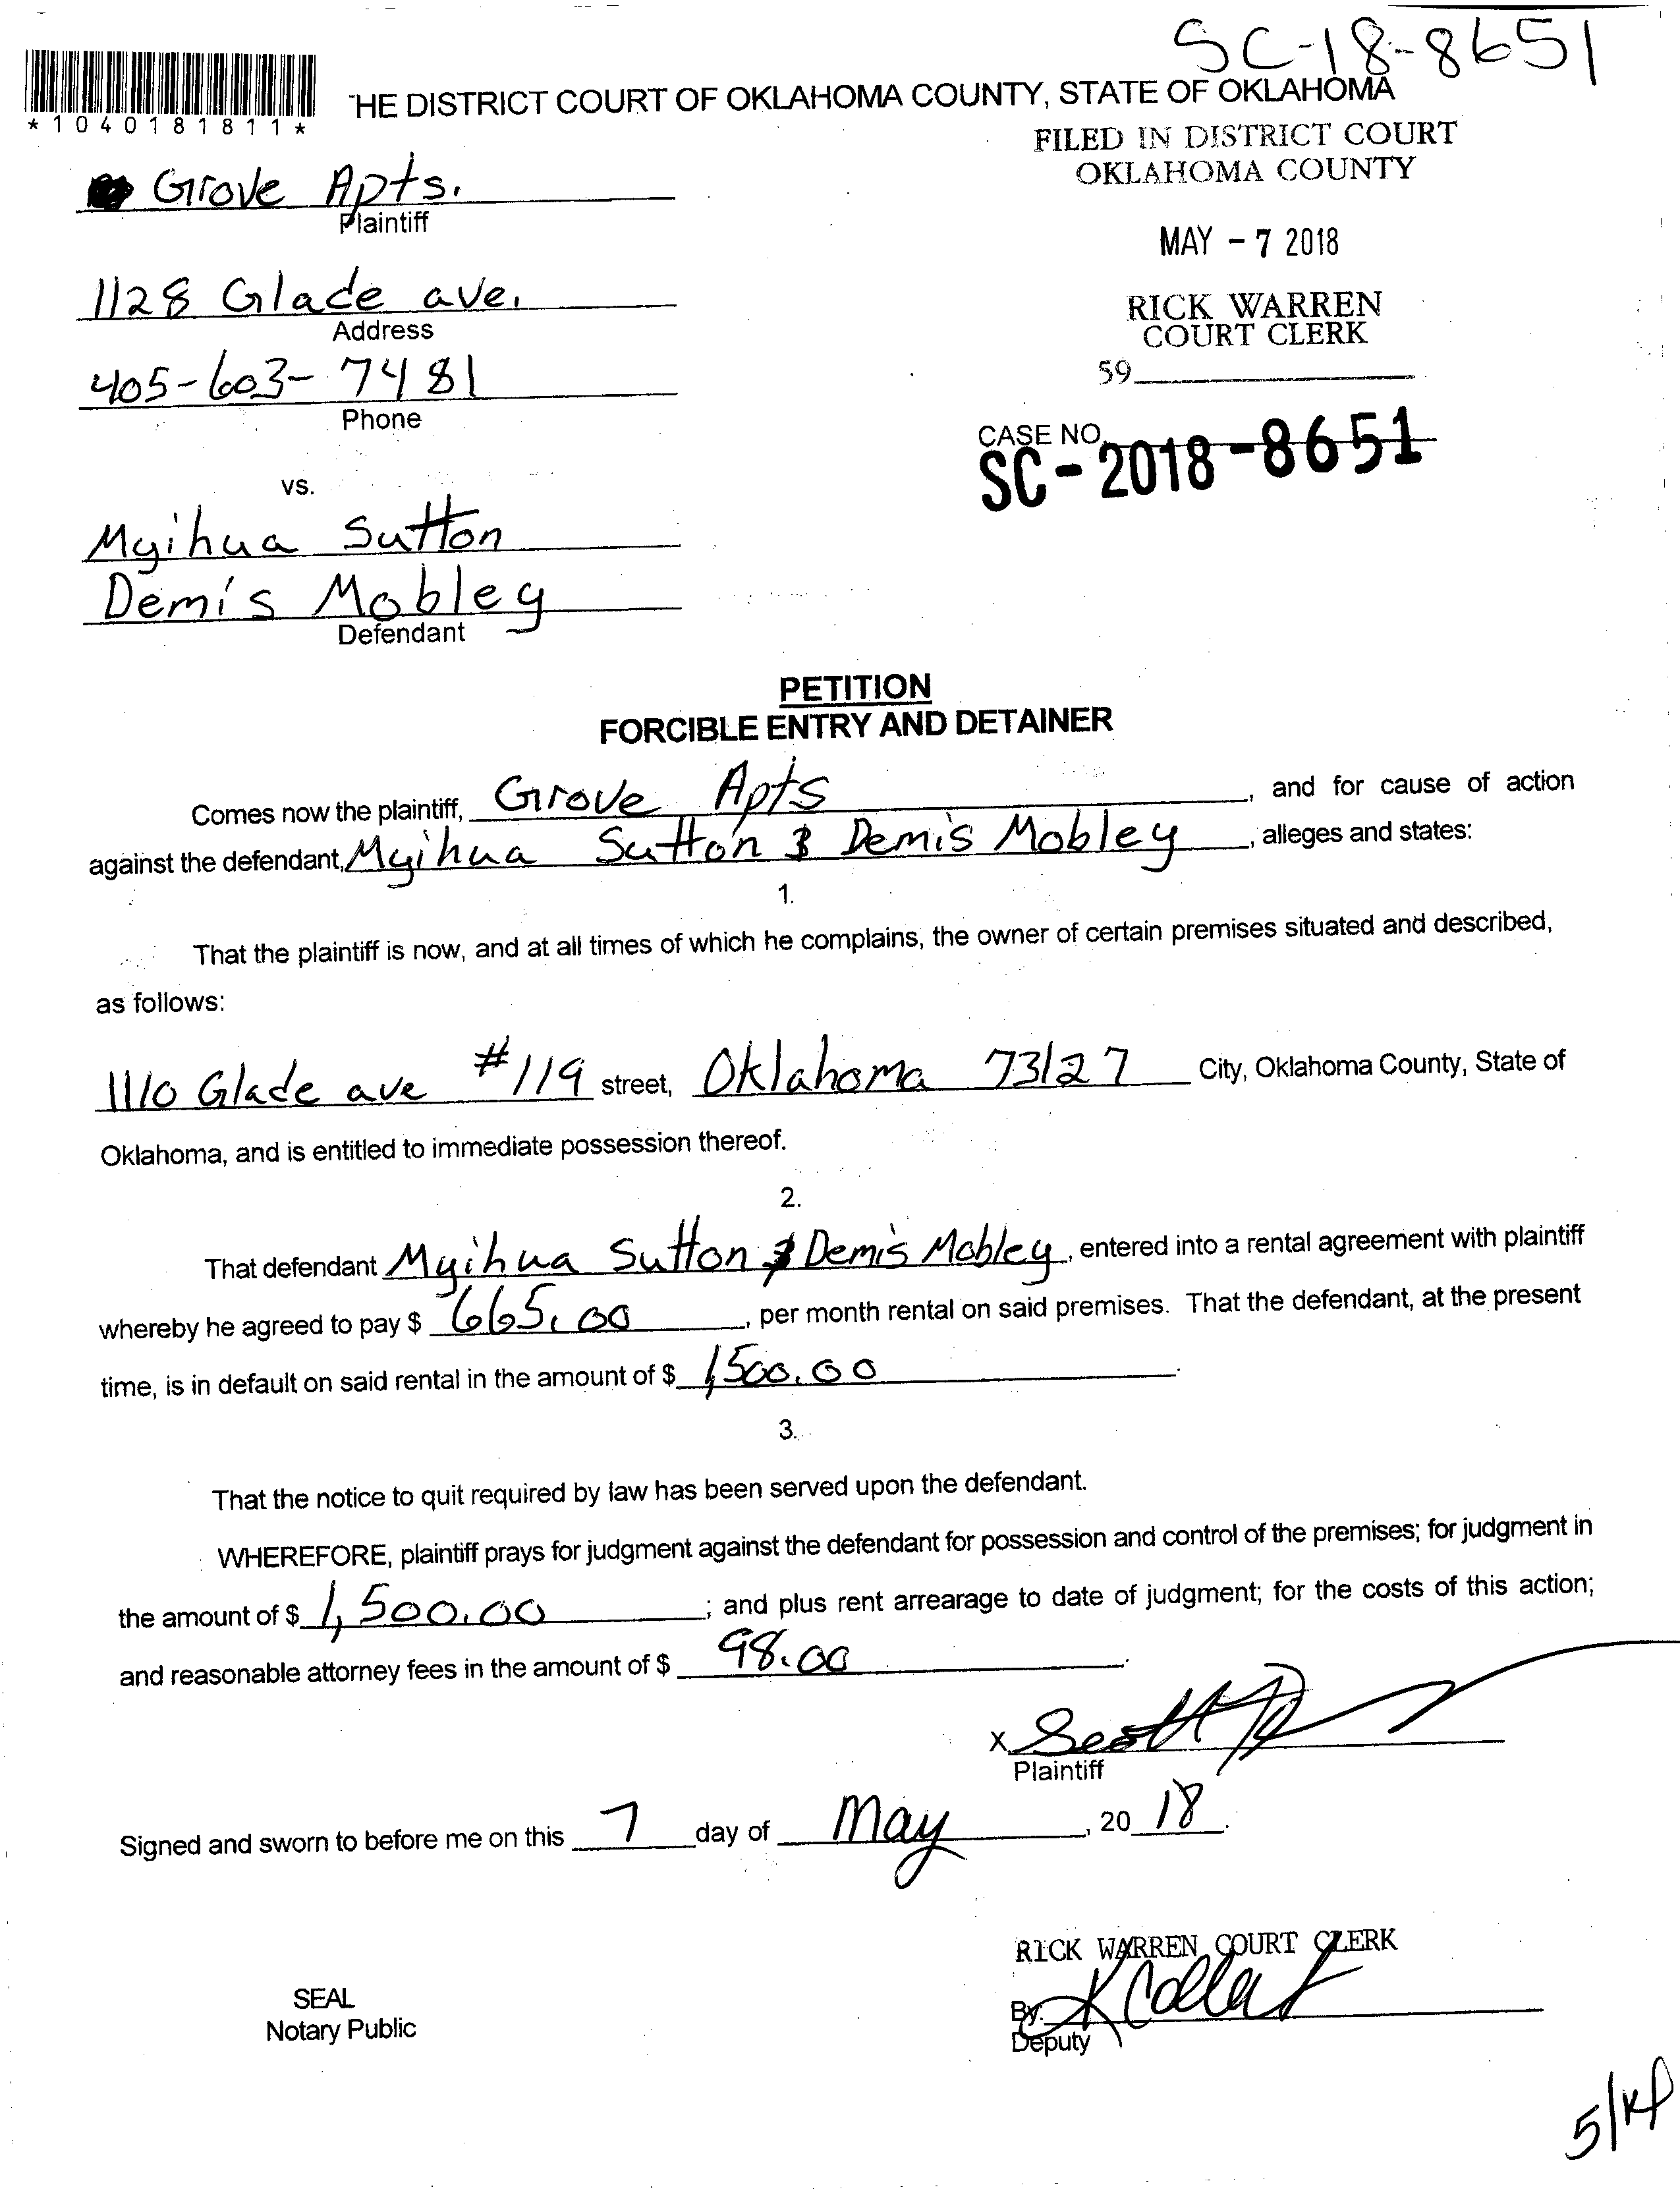 SC-18-8651
*1040181811*
THE DISTRICT COURT OF OKLAHOMA COUNTY, STATE OF OKLAHOMA
FILED IN DISTRICT COURT
OKLAHOMA COUNTY
Grove Apts.
Plaintiff
MAY - 7 2018
1128 Glade ave.
Address
RICK WARREN
COURT CLERK
405-603-7481
Phone
59
CASE NO.
SC-2018-8651
vs.
Myihua Sutton
Demis Mobley
Defendant
PETITION
FORCIBLE ENTRY AND DETAINER
Comes now the plaintiff, Grove Apts, and for cause of action
against the defendant, Myihua Sutton & Demis Mobley, alleges and states:
1.
That the plaintiff is now, and at all times of which he complains, the owner of certain premises situated and described,
as follows:
1110 Glade ave #119 street, Oklahoma 73127 City, Oklahoma County, State of
Oklahoma, and is entitled to immediate possession thereof.
2.
That defendant Myihua Sutton & Demis Mobley, entered into a rental agreement with plaintiff
whereby he agreed to pay $ 665.00, per month rental on said premises. That the defendant, at the present
time, is in default on said rental in the amount of $ 1,500.00.
3.
That the notice to quit required by law has been served upon the defendant.
WHEREFORE, plaintiff prays for judgment against the defendant for possession and control of the premises; for judgment in
the amount of $ 1,500.00; and plus rent arrearage to date of judgment; for the costs of this action;
and reasonable attorney fees in the amount of $ 98.00.
X Scott
Plaintiff
Signed and sworn to before me on this 7 day of May, 20 18.
RICK WARREN COURT CLERK
SEAL
Notary Public
By:
Deputy